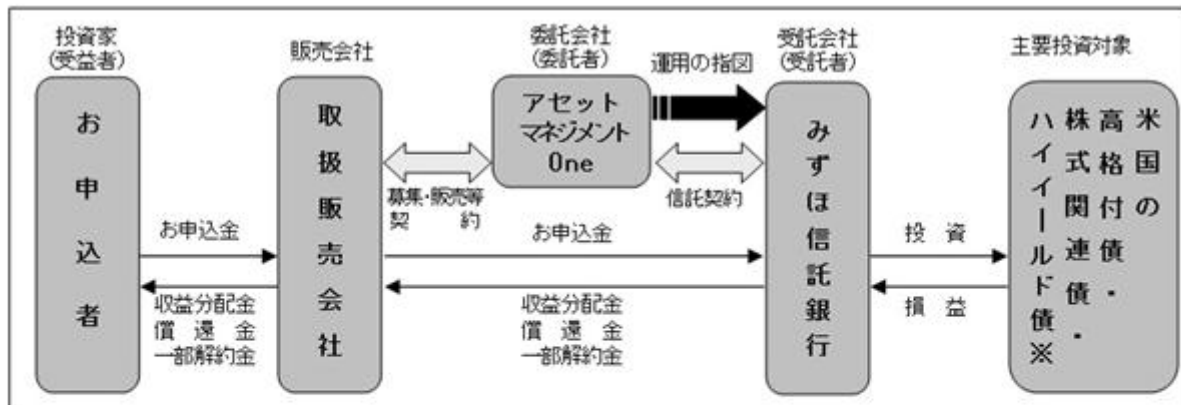 投資家
(受益者)
お申込者
販売会社
取扱販売会社
委託会社
(委託者)
アセット
マネジメント
One
運用の指図
受託会社
(受託者)
みずほ信託銀行
主要投資対象
米国の
高格付債・
株式関連債・
ハイイールド債※
募集・販売等
契 約
信託契約
お申込金
収益分配金
償 還 金
一部解約金
お申込金
収益分配金
償 還 金
一部解約金
投 資
損 益